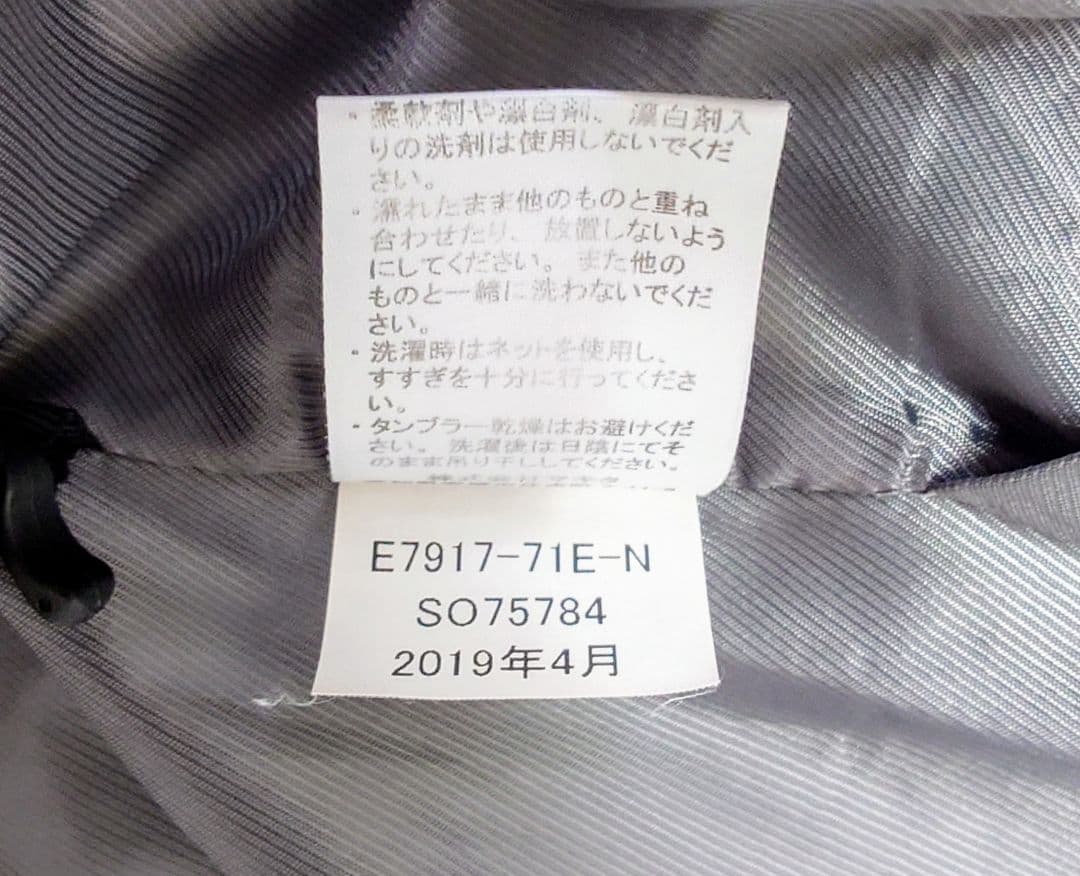 ・柔軟剤や漂白剤、漂白剤入
りの洗剤は使用しないでくだ
さい。
・濡れたまま他のものと重ね
合わせたり、放置しないよう
にしてください。また他の
ものと一緒に洗わないでくだ
さい。
・洗濯時はネットを使用し、
すすぎを十分に行ってくださ
い。
・タンブラー乾燥はお避けくだ
さい。洗濯後は日陰にてそ
のまま吊り干ししてください。
E7917-71E-N
SO75784
2019年4月